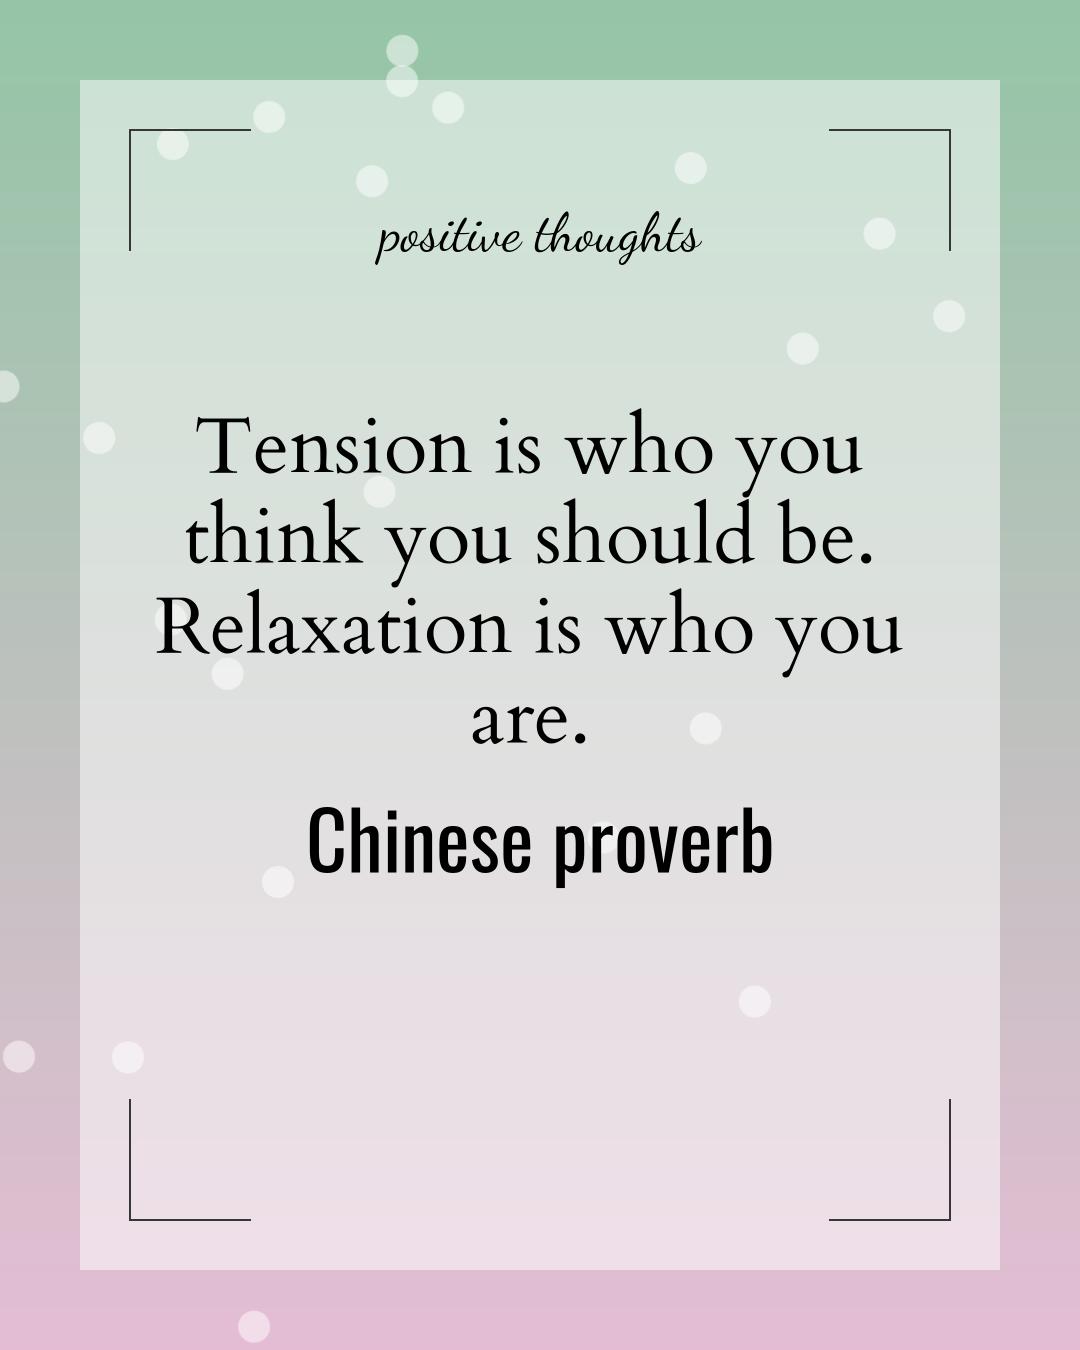 positive thoughts
Tension is who you
think you should be.
Relaxation is who you
are.
Chinese proverb